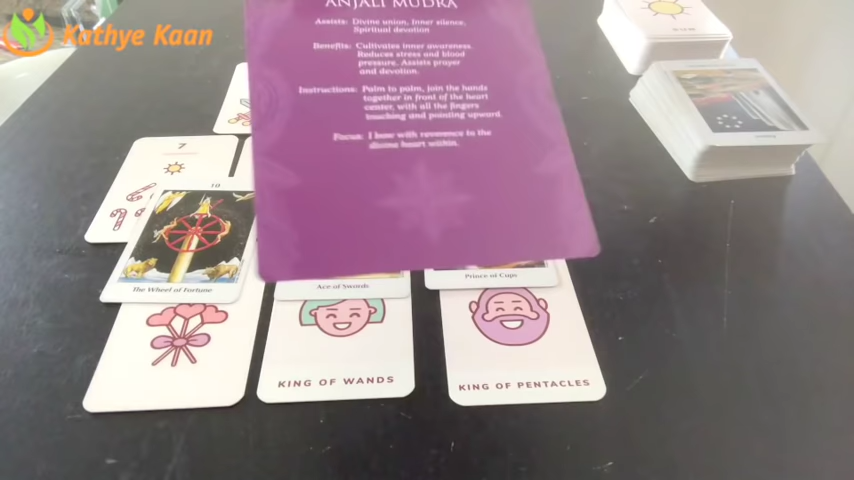 Kathye Kaan
ANJALI MUDRA
Assists: Divine union, Inner silence,
Spiritual devotion
Benefits: Cultivates inner awareness.
Reduces stress and blood
pressure. Assists prayer
and devotion.
Instructions: Palm to palm, join the hands
together in front of the heart
center, with all the fingers
touching and pointing upward.
Focus: I bow with reverence to the
divine heart within.
7
10
The Wheel of Fortune
Ace of Swords
Prince of Cups
KING OF WANDS
KING OF PENTACLES